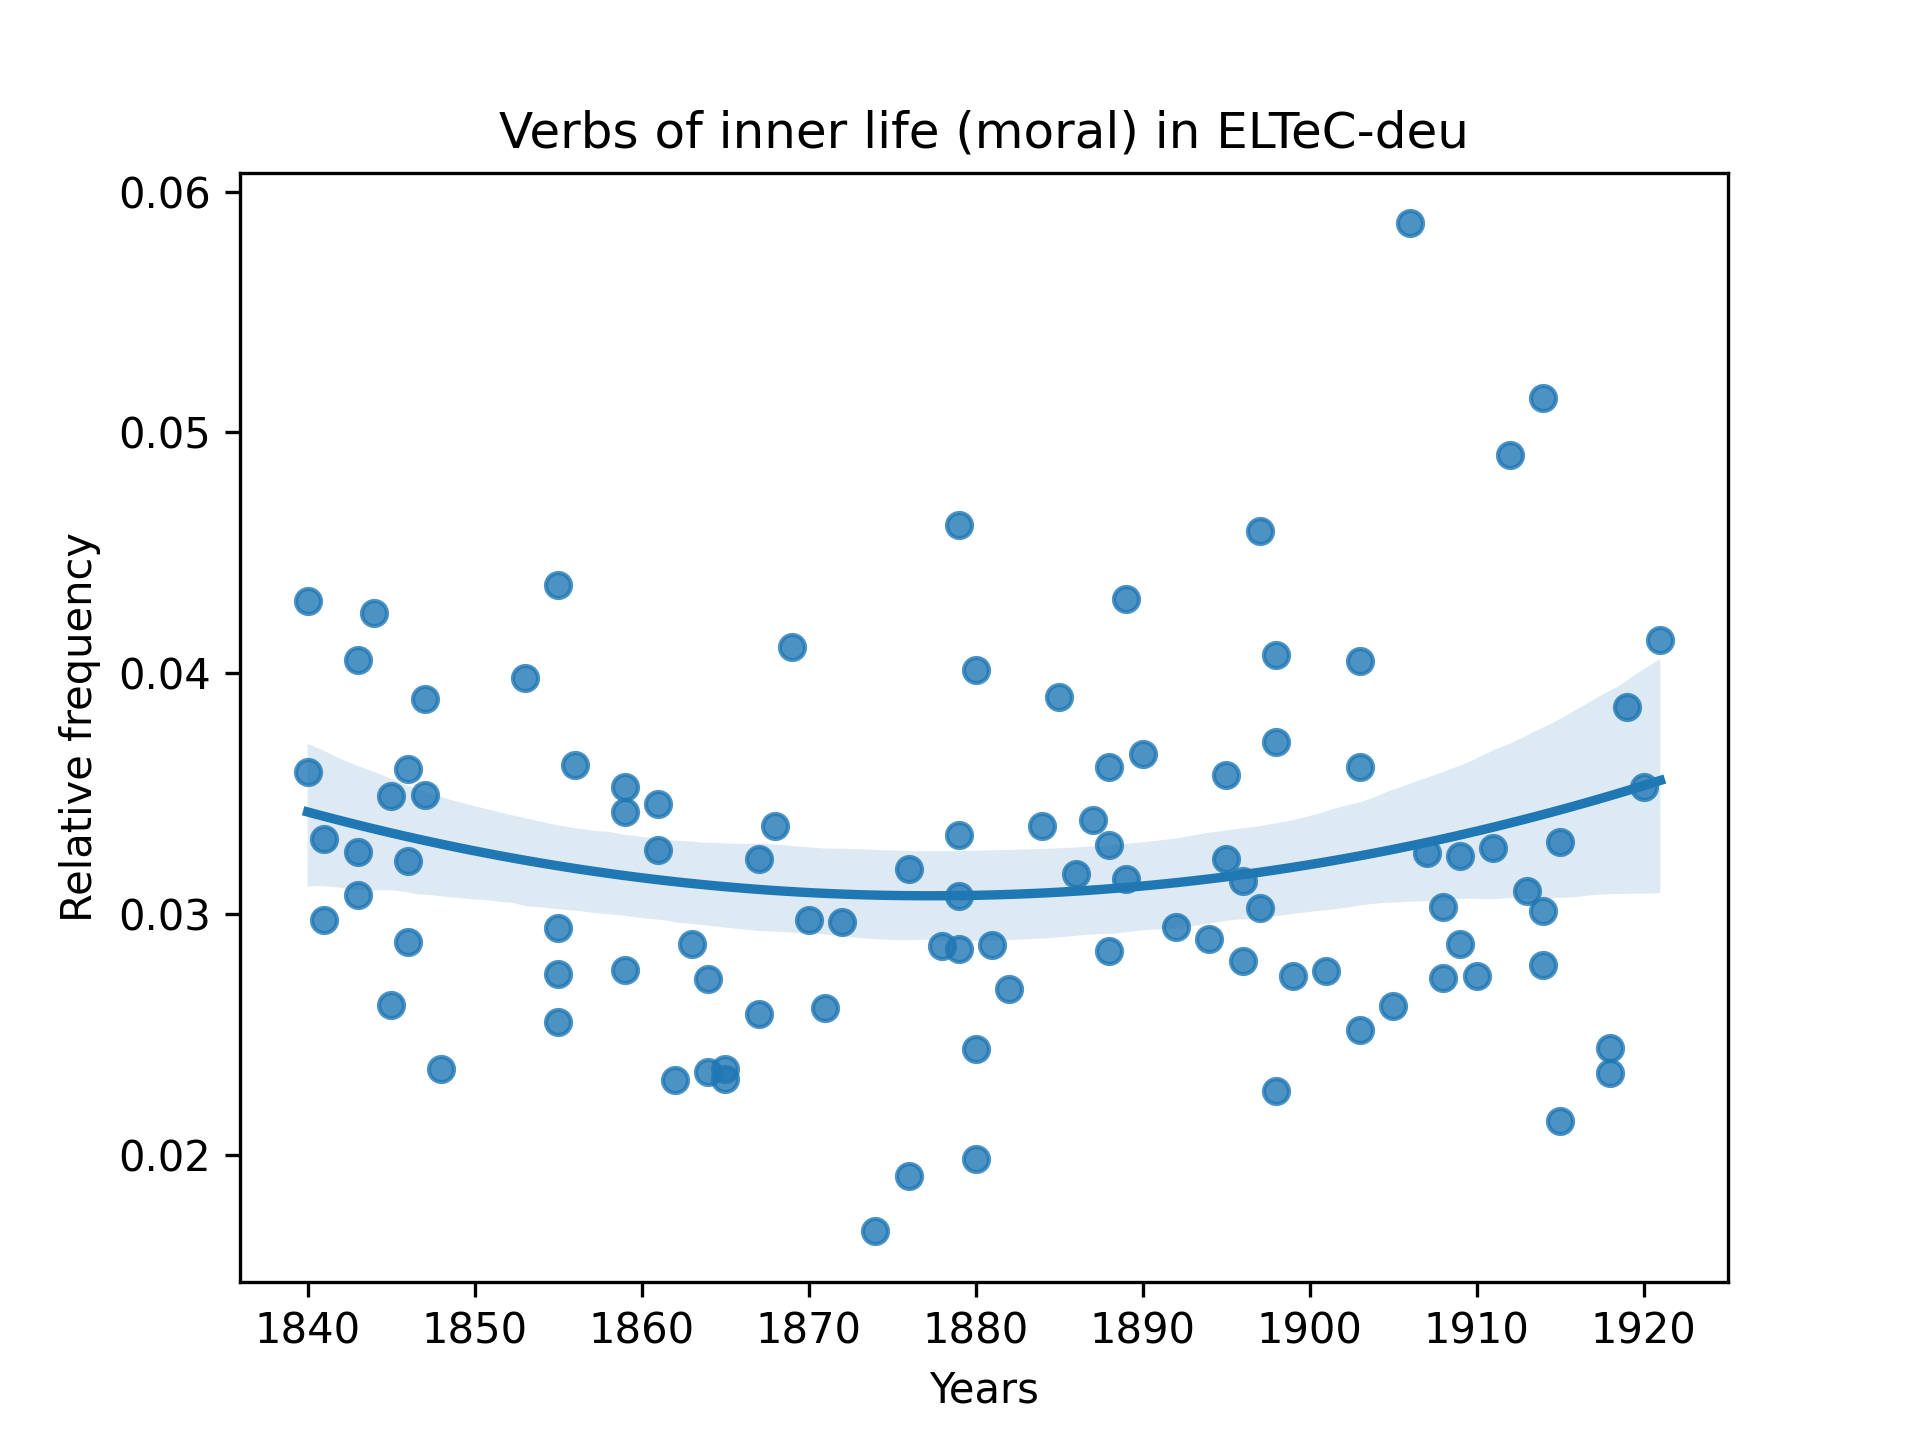 Verbs of inner life (moral) in ELTeC-deu
0.06
0.05
0.04
0.03
0.02
Relative frequency
1840 1850 1860 1870 1880 1890 1900 1910 1920
Years